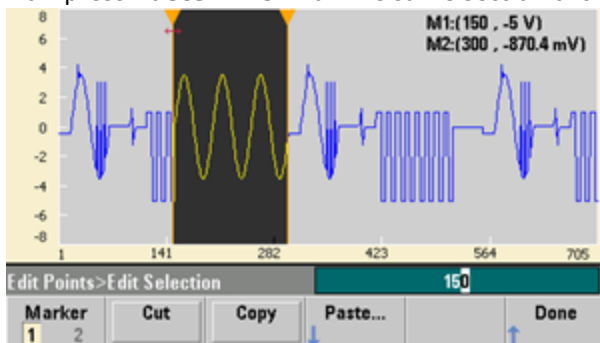 M1:(150 , -5 V)
M2:(300 , -870.4 mV)
8
6
4
2
0
-2
-4
-6
-8
1 141 282 423 564 705
Edit Points>Edit Selection 150
Marker Cut Copy Paste... Done
1 2